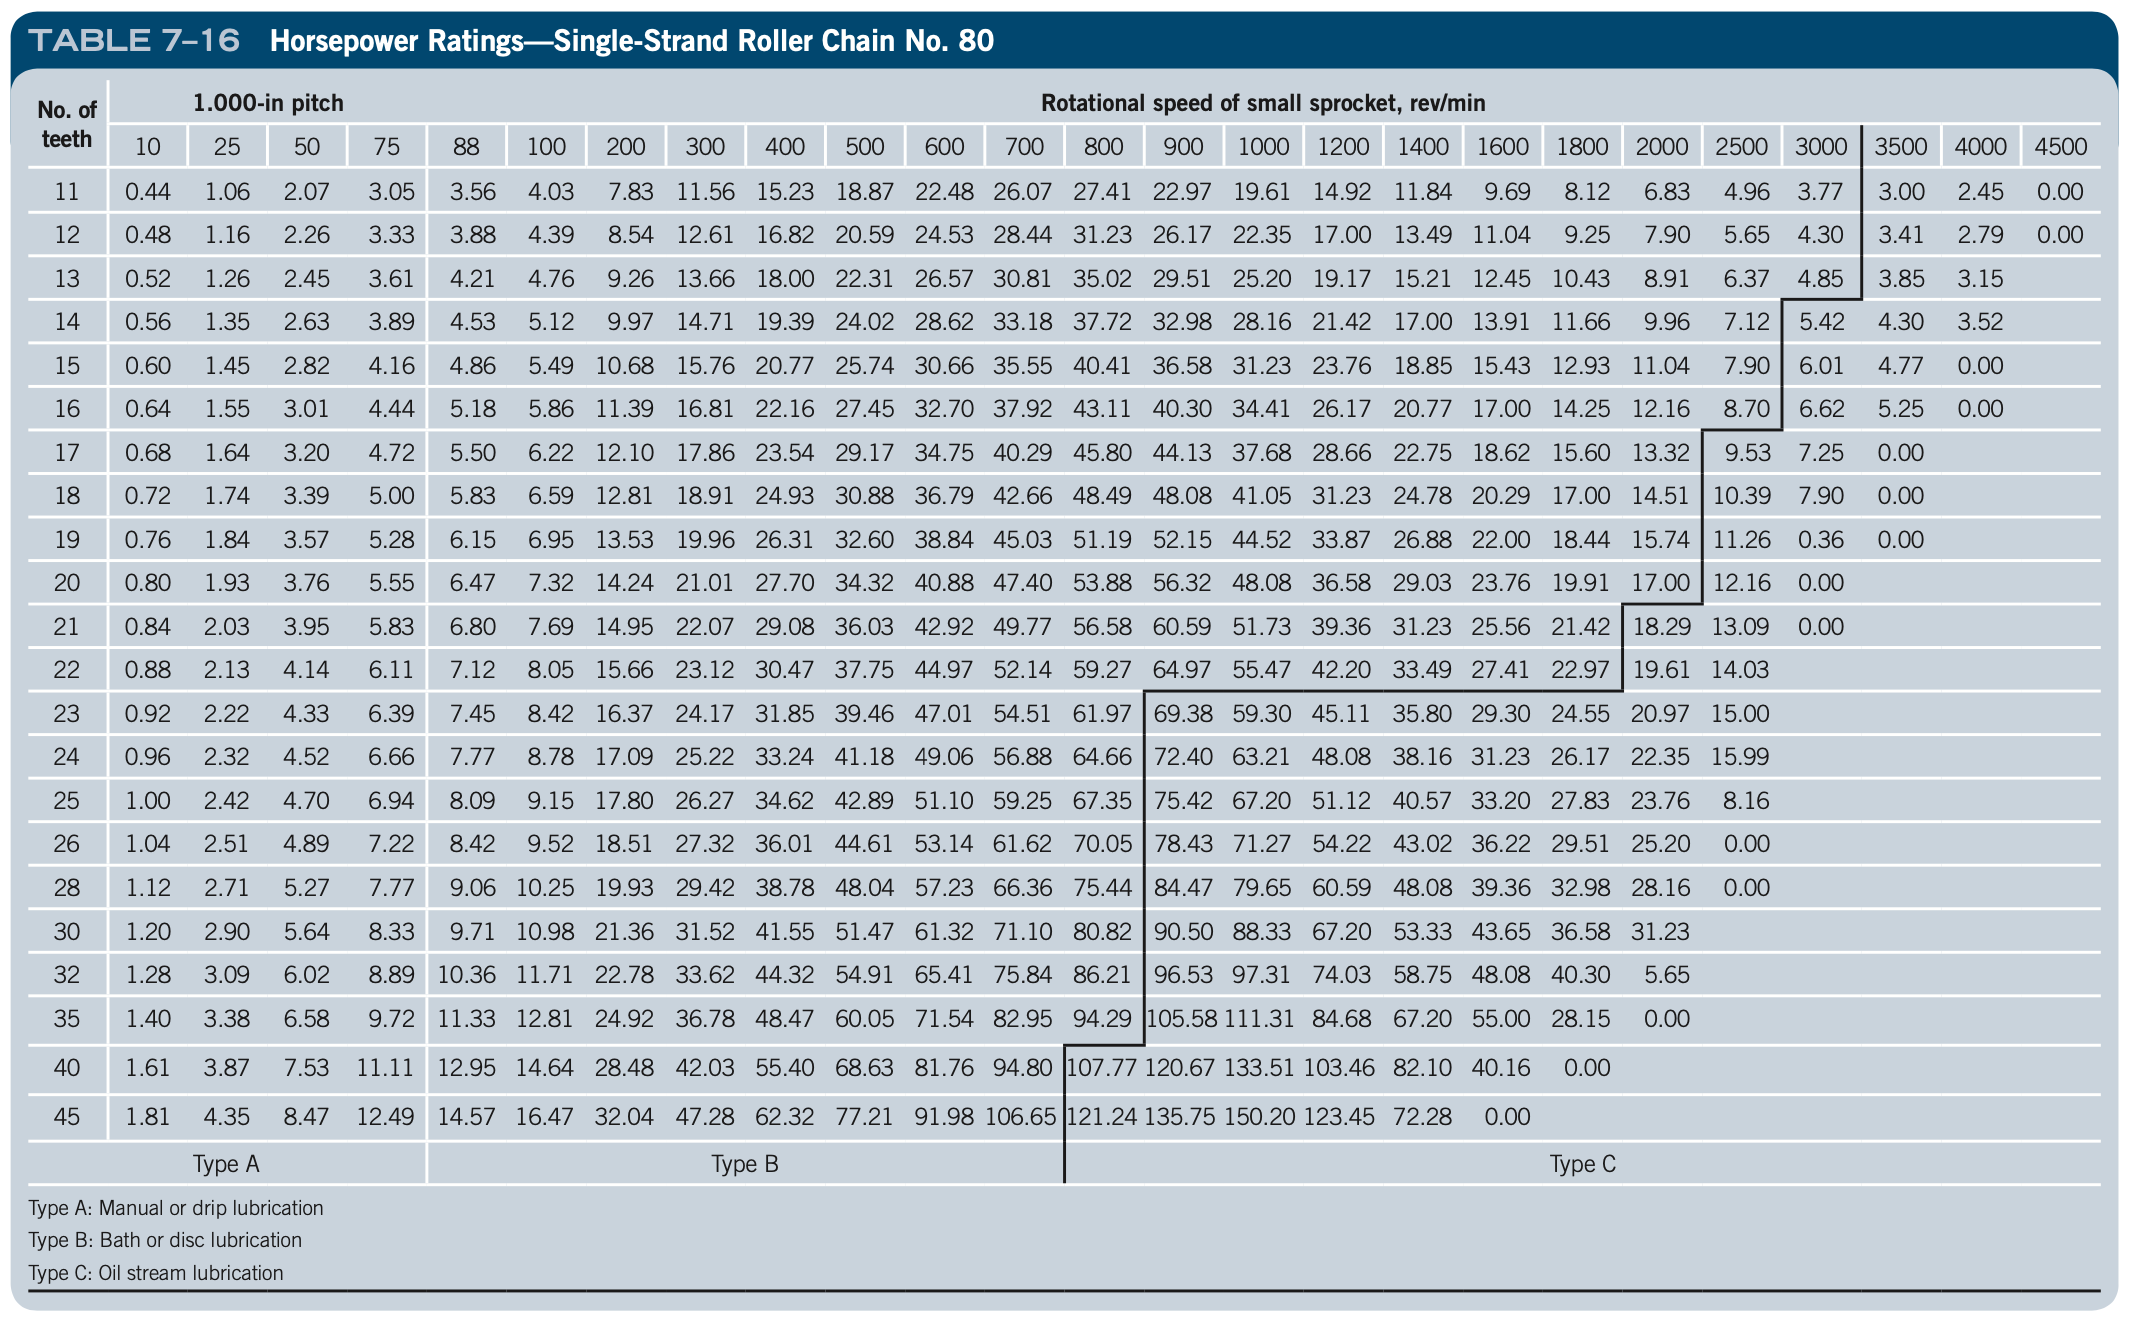 TABLE 7–16 Horsepower Ratings—Single-Strand Roller Chain No. 80
No. of teeth 1.000-in pitch Rotational speed of small sprocket, rev/min
10 25 50 75 88 100 200 300 400 500 600 700 800 900 1000 1200 1400 1600 1800 2000 2500 3000 3500 4000 4500
11 0.44 1.06 2.07 3.05 3.56 4.03 7.83 11.56 15.23 18.87 22.48 26.07 27.41 22.97 19.61 14.92 11.84 9.69 8.12 6.83 4.96 3.77 3.00 2.45 0.00
12 0.48 1.16 2.26 3.33 3.88 4.39 8.54 12.61 16.82 20.59 24.53 28.44 31.23 26.17 22.35 17.00 13.49 11.04 9.25 7.90 5.65 4.30 3.41 2.79 0.00
13 0.52 1.26 2.45 3.61 4.21 4.76 9.26 13.66 18.00 22.31 26.57 30.81 35.02 29.51 25.20 19.17 15.21 12.45 10.43 8.91 6.37 4.85 3.85 3.15
14 0.56 1.35 2.63 3.89 4.53 5.12 9.97 14.71 19.39 24.02 28.62 33.18 37.72 32.98 28.16 21.42 17.00 13.91 11.66 9.96 7.12 5.42 4.30 3.52
15 0.60 1.45 2.82 4.16 4.86 5.49 10.68 15.76 20.77 25.74 30.66 35.55 40.41 36.58 31.23 23.76 18.85 15.43 12.93 11.04 7.90 6.01 4.77 0.00
16 0.64 1.55 3.01 4.44 5.18 5.86 11.39 16.81 22.16 27.45 32.70 37.92 43.11 40.30 34.41 26.17 20.77 17.00 14.25 12.16 8.70 6.62 5.25 0.00
17 0.68 1.64 3.20 4.72 5.50 6.22 12.10 17.86 23.54 29.17 34.75 40.29 45.80 44.13 37.68 28.66 22.75 18.62 15.60 13.32 9.53 7.25 0.00
18 0.72 1.74 3.39 5.00 5.83 6.59 12.81 18.91 24.93 30.88 36.79 42.66 48.49 48.08 41.05 31.23 24.78 20.29 17.00 14.51 10.39 7.90 0.00
19 0.76 1.84 3.57 5.28 6.15 6.95 13.53 19.96 26.31 32.60 38.84 45.03 51.19 52.15 44.52 33.87 26.88 22.00 18.44 15.74 11.26 0.36 0.00
20 0.80 1.93 3.76 5.55 6.47 7.32 14.24 21.01 27.70 34.32 40.88 47.40 53.88 56.32 48.08 36.58 29.03 23.76 19.91 17.00 12.16 0.00
21 0.84 2.03 3.95 5.83 6.80 7.69 14.95 22.07 29.08 36.03 42.92 49.77 56.58 60.59 51.73 39.36 31.23 25.56 21.42 18.29 13.09 0.00
22 0.88 2.13 4.14 6.11 7.12 8.05 15.66 23.12 30.47 37.75 44.97 52.14 59.27 64.97 55.47 42.20 33.49 27.41 22.97 19.61 14.03
23 0.92 2.22 4.33 6.39 7.45 8.42 16.37 24.17 31.85 39.46 47.01 54.51 61.97 69.38 59.30 45.11 35.80 29.30 24.55 20.97 15.00
24 0.96 2.32 4.52 6.66 7.77 8.78 17.09 25.22 33.24 41.18 49.06 56.88 64.66 72.40 63.21 48.08 38.16 31.23 26.17 22.35 15.99
25 1.00 2.42 4.70 6.94 8.09 9.15 17.80 26.27 34.62 42.89 51.10 59.25 67.35 75.42 67.20 51.12 40.57 33.20 27.83 23.76 8.16
26 1.04 2.51 4.89 7.22 8.42 9.52 18.51 27.32 36.01 44.61 53.14 61.62 70.05 78.43 71.27 54.22 43.02 36.22 29.51 25.20 0.00
28 1.12 2.71 5.27 7.77 9.06 10.25 19.93 29.42 38.78 48.04 57.23 66.36 75.44 84.47 79.65 60.59 48.08 39.36 32.98 28.16 0.00
30 1.20 2.90 5.64 8.33 9.71 10.98 21.36 31.52 41.55 51.47 61.32 71.10 80.82 90.50 88.33 67.20 53.33 43.65 36.58 31.23
32 1.28 3.09 6.02 8.89 10.36 11.71 22.78 33.62 44.32 54.91 65.41 75.84 86.21 96.53 97.31 74.03 58.75 48.08 40.30 5.65
35 1.40 3.38 6.58 9.72 11.33 12.81 24.92 36.78 48.47 60.05 71.54 82.95 94.29 105.58 111.31 84.68 67.20 55.00 28.15 0.00
40 1.61 3.87 7.53 11.11 12.95 14.64 28.48 42.03 55.40 68.63 81.76 94.80 107.77 120.67 133.51 103.46 82.10 40.16 0.00
45 1.81 4.35 8.47 12.49 14.57 16.47 32.04 47.28 62.32 77.21 91.98 106.65 121.24 135.75 150.20 123.45 72.28 0.00
Type A Type B Type C
Type A: Manual or drip lubrication
Type B: Bath or disc lubrication
Type C: Oil stream lubrication